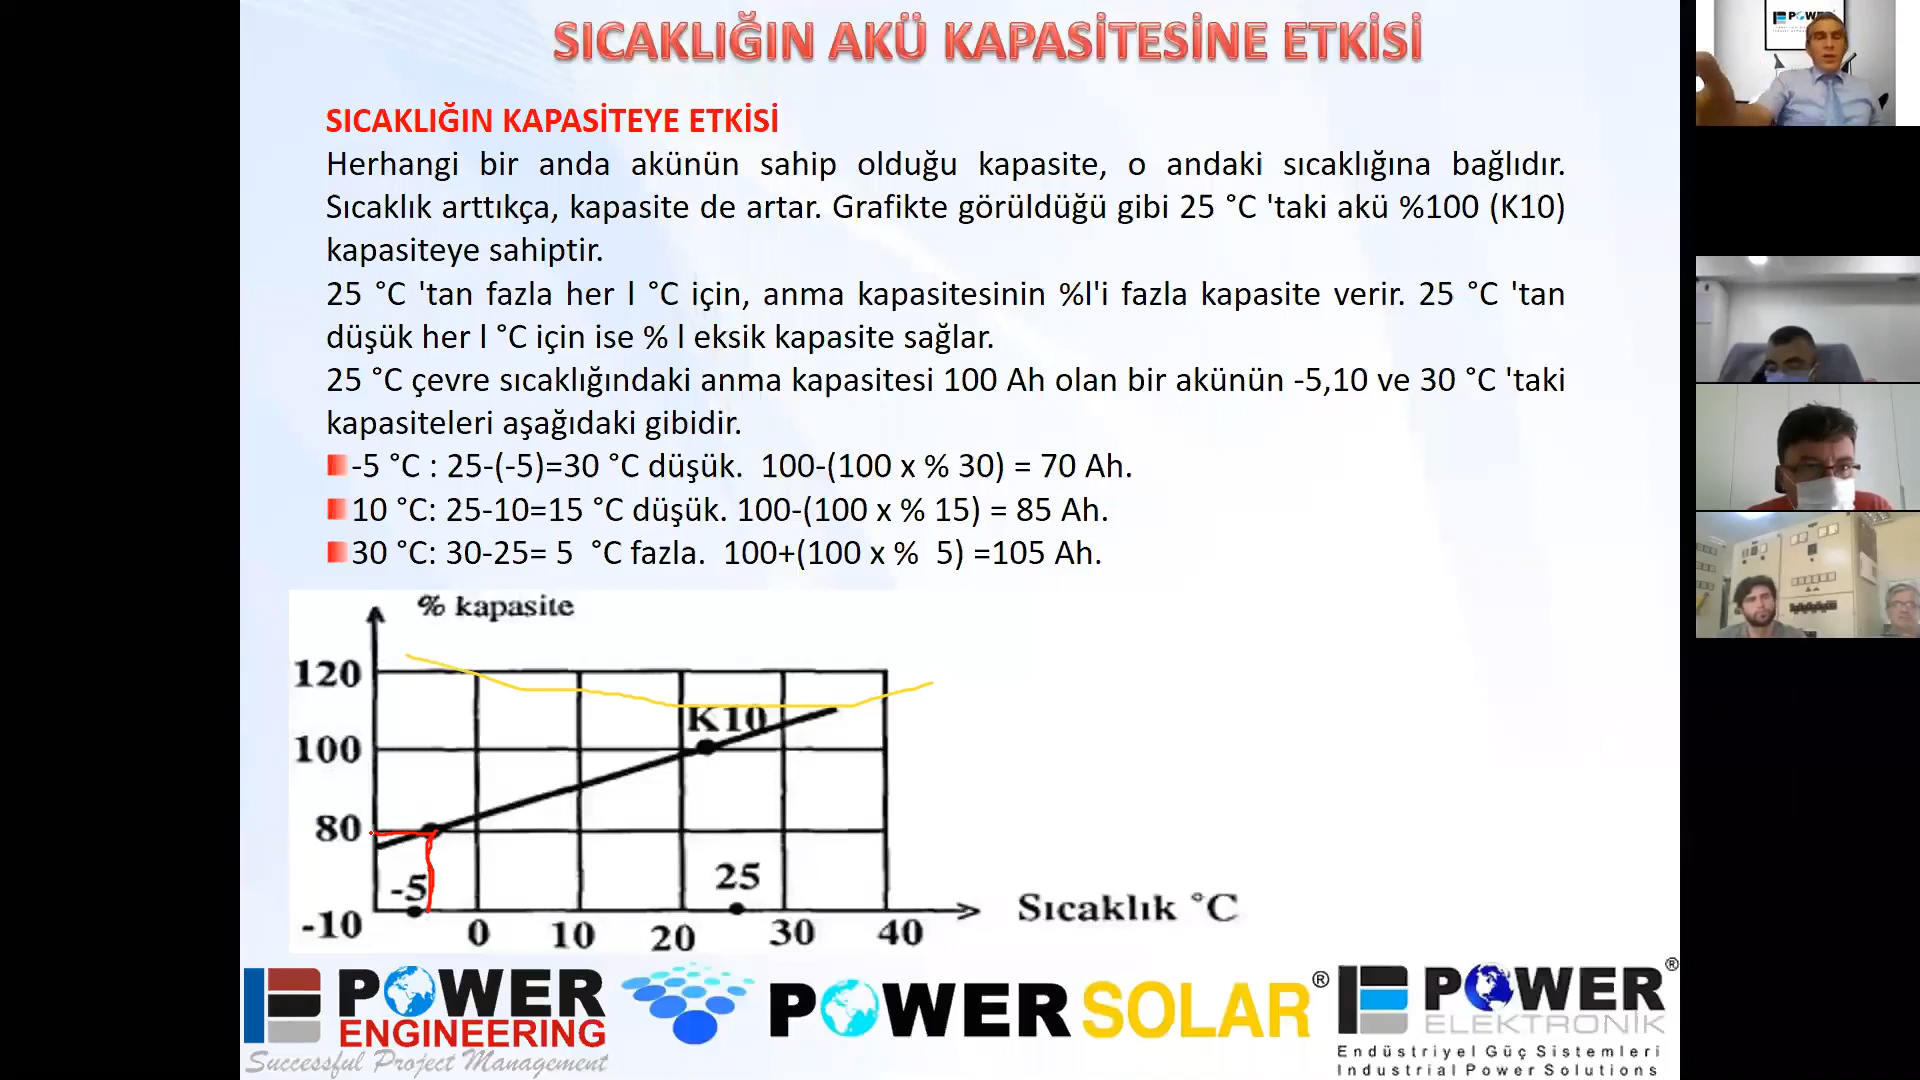 SICAKLIĞIN AKÜ KAPASİTESİNE ETKİSİ
SICAKLIĞIN KAPASİTEYE ETKİSİ
Herhangi bir anda akünün sahip olduğu kapasite, o andaki sıcaklığına bağlıdır.
Sıcaklık arttıkça, kapasite de artar. Grafikte görüldüğü gibi 25 °C 'taki akü %100 (K10)
kapasiteye sahiptir.
25 °C 'tan fazla her l °C için, anma kapasitesinin %l'i fazla kapasite verir. 25 °C 'tan
düşük her l °C için ise % l eksik kapasite sağlar.
25 °C çevre sıcaklığındaki anma kapasitesi 100 Ah olan bir akünün -5,10 ve 30 °C 'taki
kapasiteleri aşağıdaki gibidir.
-5 °C : 25-(-5)=30 °C düşük. 100-(100 x % 30) = 70 Ah.
10 °C: 25-10=15 °C düşük. 100-(100 x % 15) = 85 Ah.
30 °C: 30-25= 5 °C fazla. 100+(100 x % 5) =105 Ah.
% kapasite
120
K10
100
80
-5
25
-10
0 10 20 30 40
Sıcaklık °C
POWER
ENGINEERING
Successful Project Management
POWER SOLAR®
POWER®
ELEKTRONİK
Endüstriyel Güç Sistemleri
Industrial Power Solutions
POWER